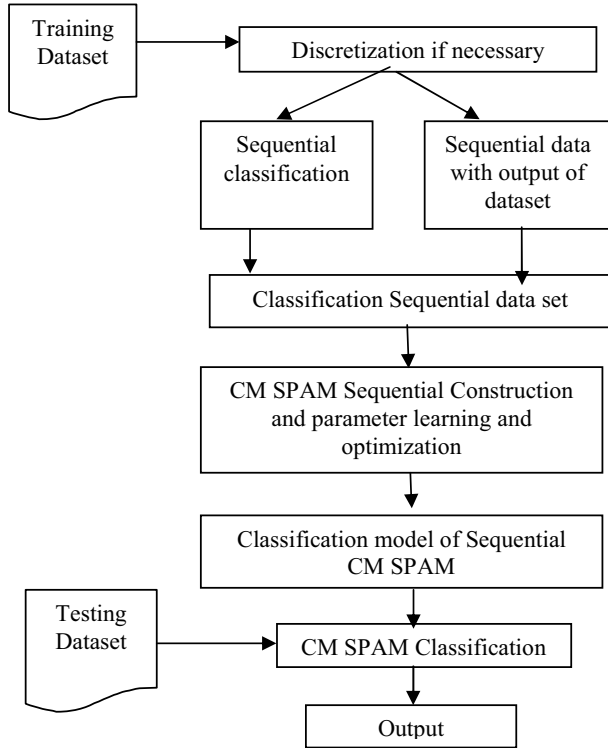 Training
Dataset
Discretization if necessary
Sequential
classification
Sequential data
with output of
dataset
Classification Sequential data set
CM SPAM Sequential Construction
and parameter learning and
optimization
Classification model of Sequential
CM SPAM
Testing
Dataset
CM SPAM Classification
Output